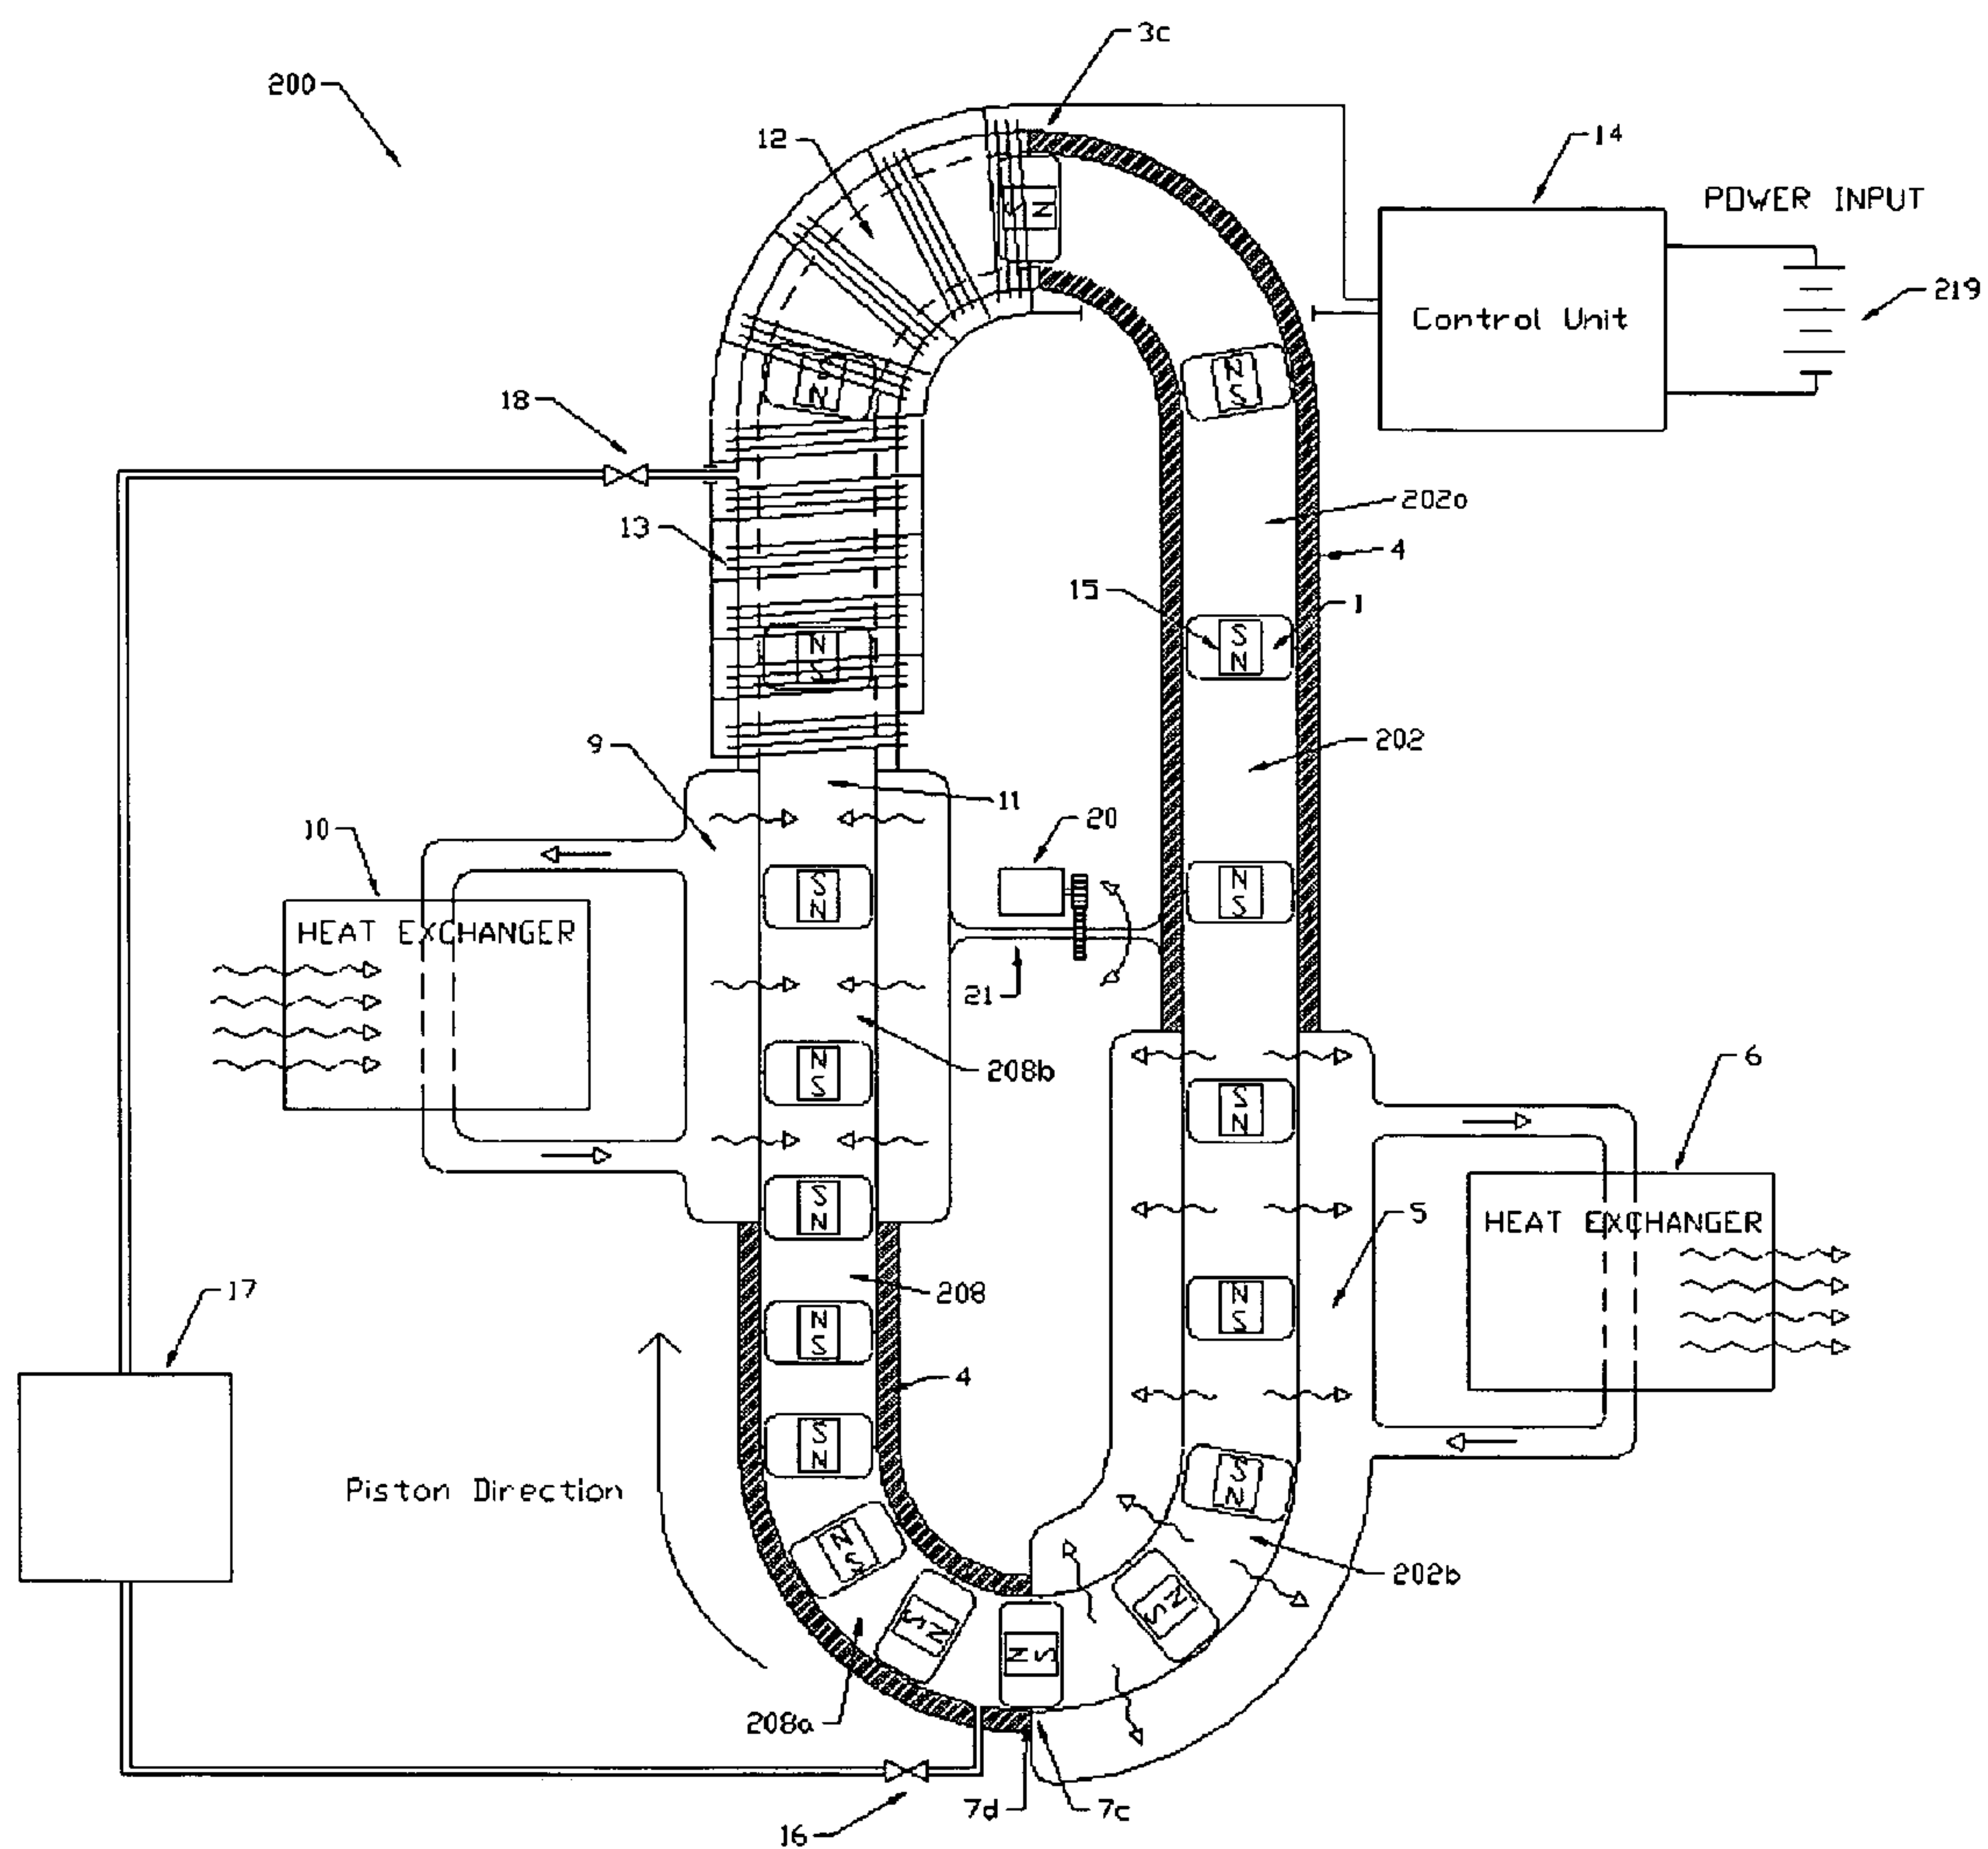 3c
200
12
14
POWER INPUT
219
Control Unit
S N
S
N
N
S
18
202a
13
4
15
1
S
N
N
S
202
9
11
20
10
N
S
S
N
HEAT EXCHANGER
21
208b
N
S
6
S
N
S
N
5
HEAT EXCHANGER
17
208
N
S
N
S
4
S
N
Piston Direction
S
N
N
S
202b
N
S
S
N
N S
208a
7d
7c
16